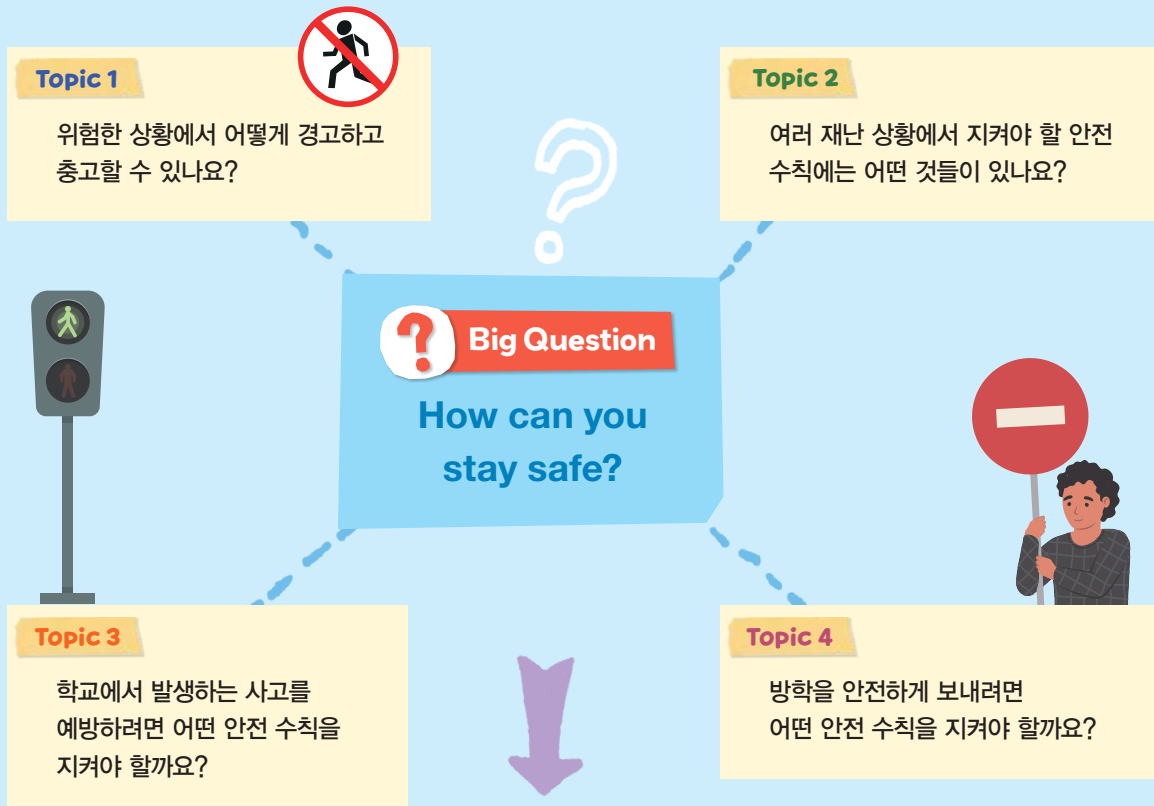 Topic 1
위험한 상황에서 어떻게 경고하고
충고할 수 있나요?
Topic 2
여러 재난 상황에서 지켜야 할 안전
수칙에는 어떤 것들이 있나요?
? Big Question
How can you
stay safe?
Topic 3
학교에서 발생하는 사고를
예방하려면 어떤 안전 수칙을
지켜야 할까요?
Topic 4
방학을 안전하게 보내려면
어떤 안전 수칙을 지켜야 할까요?